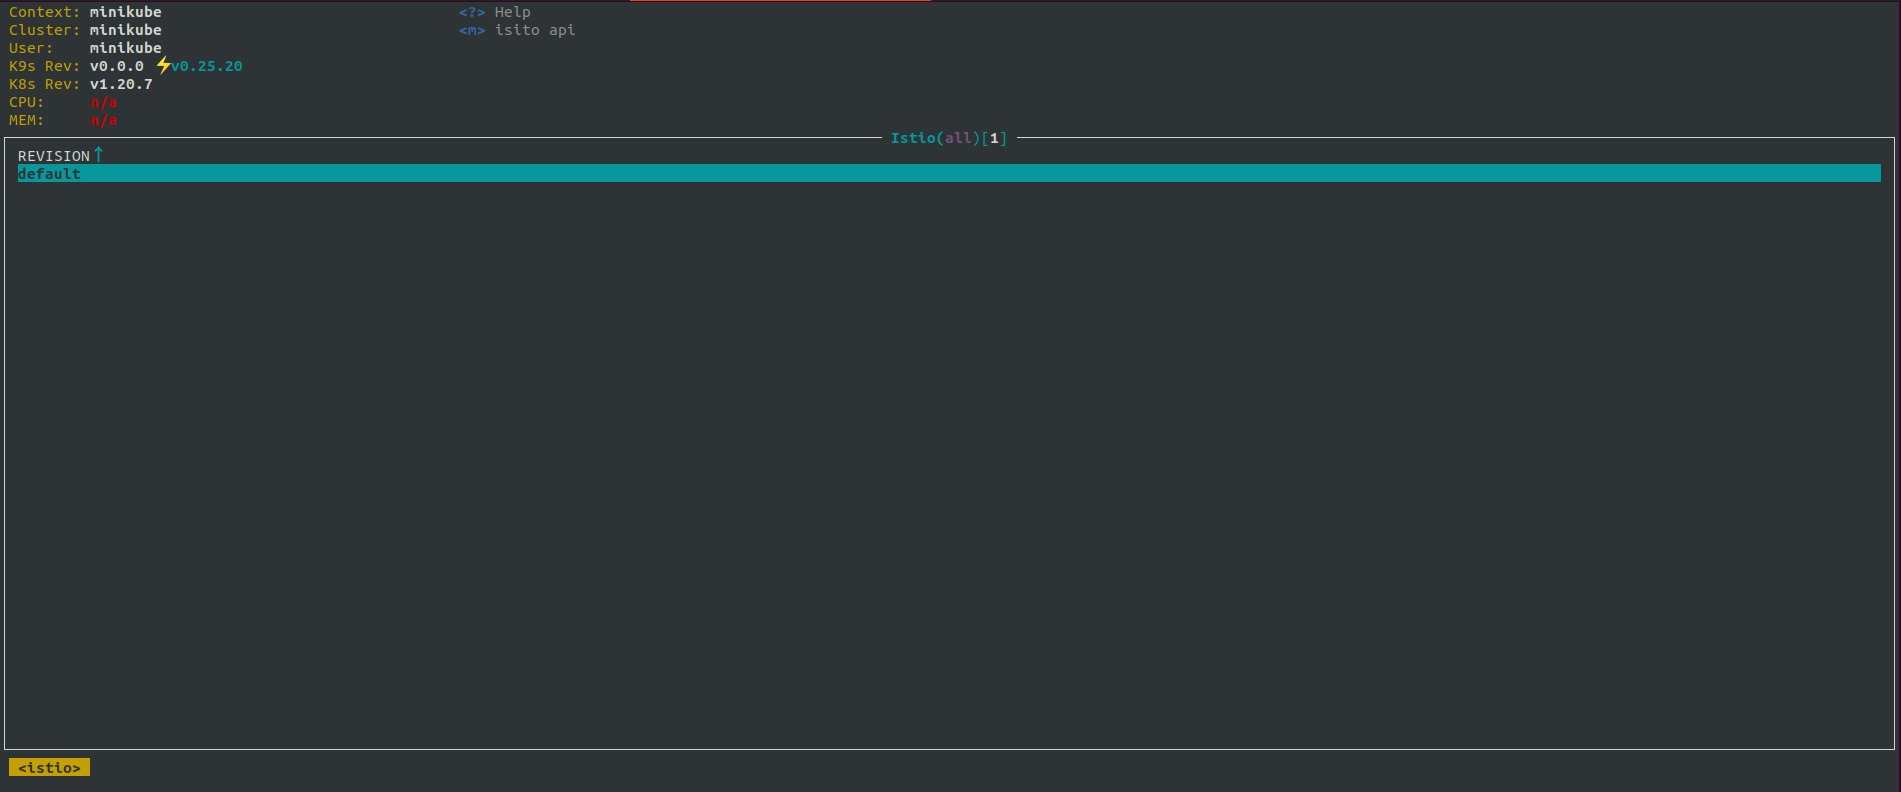 Context: minikube
Cluster: minikube
User: minikube
K9s Rev: v0.0.0 ⚡v0.25.20
K8s Rev: v1.20.7
CPU: n/a
MEM: n/a
<?> Help
<m> isito api
Istio(all)[1]
REVISION↑
default
<istio>